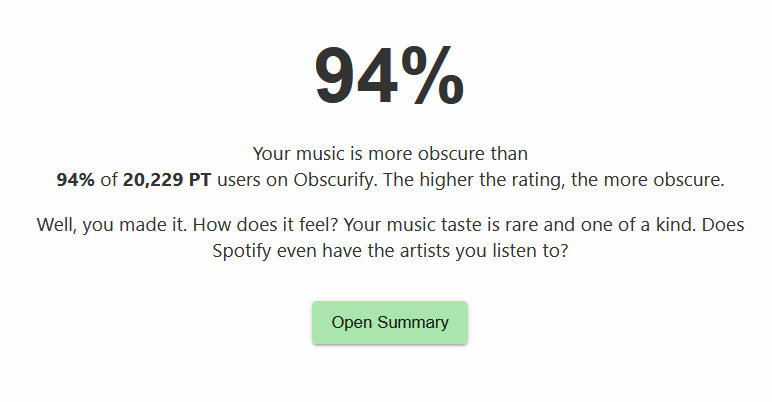 94%
Your music is more obscure than
94% of 20,229 PT users on Obscurify. The higher the rating, the more obscure.
Well, you made it. How does it feel? Your music taste is rare and one of a kind. Does
Spotify even have the artists you listen to?
Open Summary